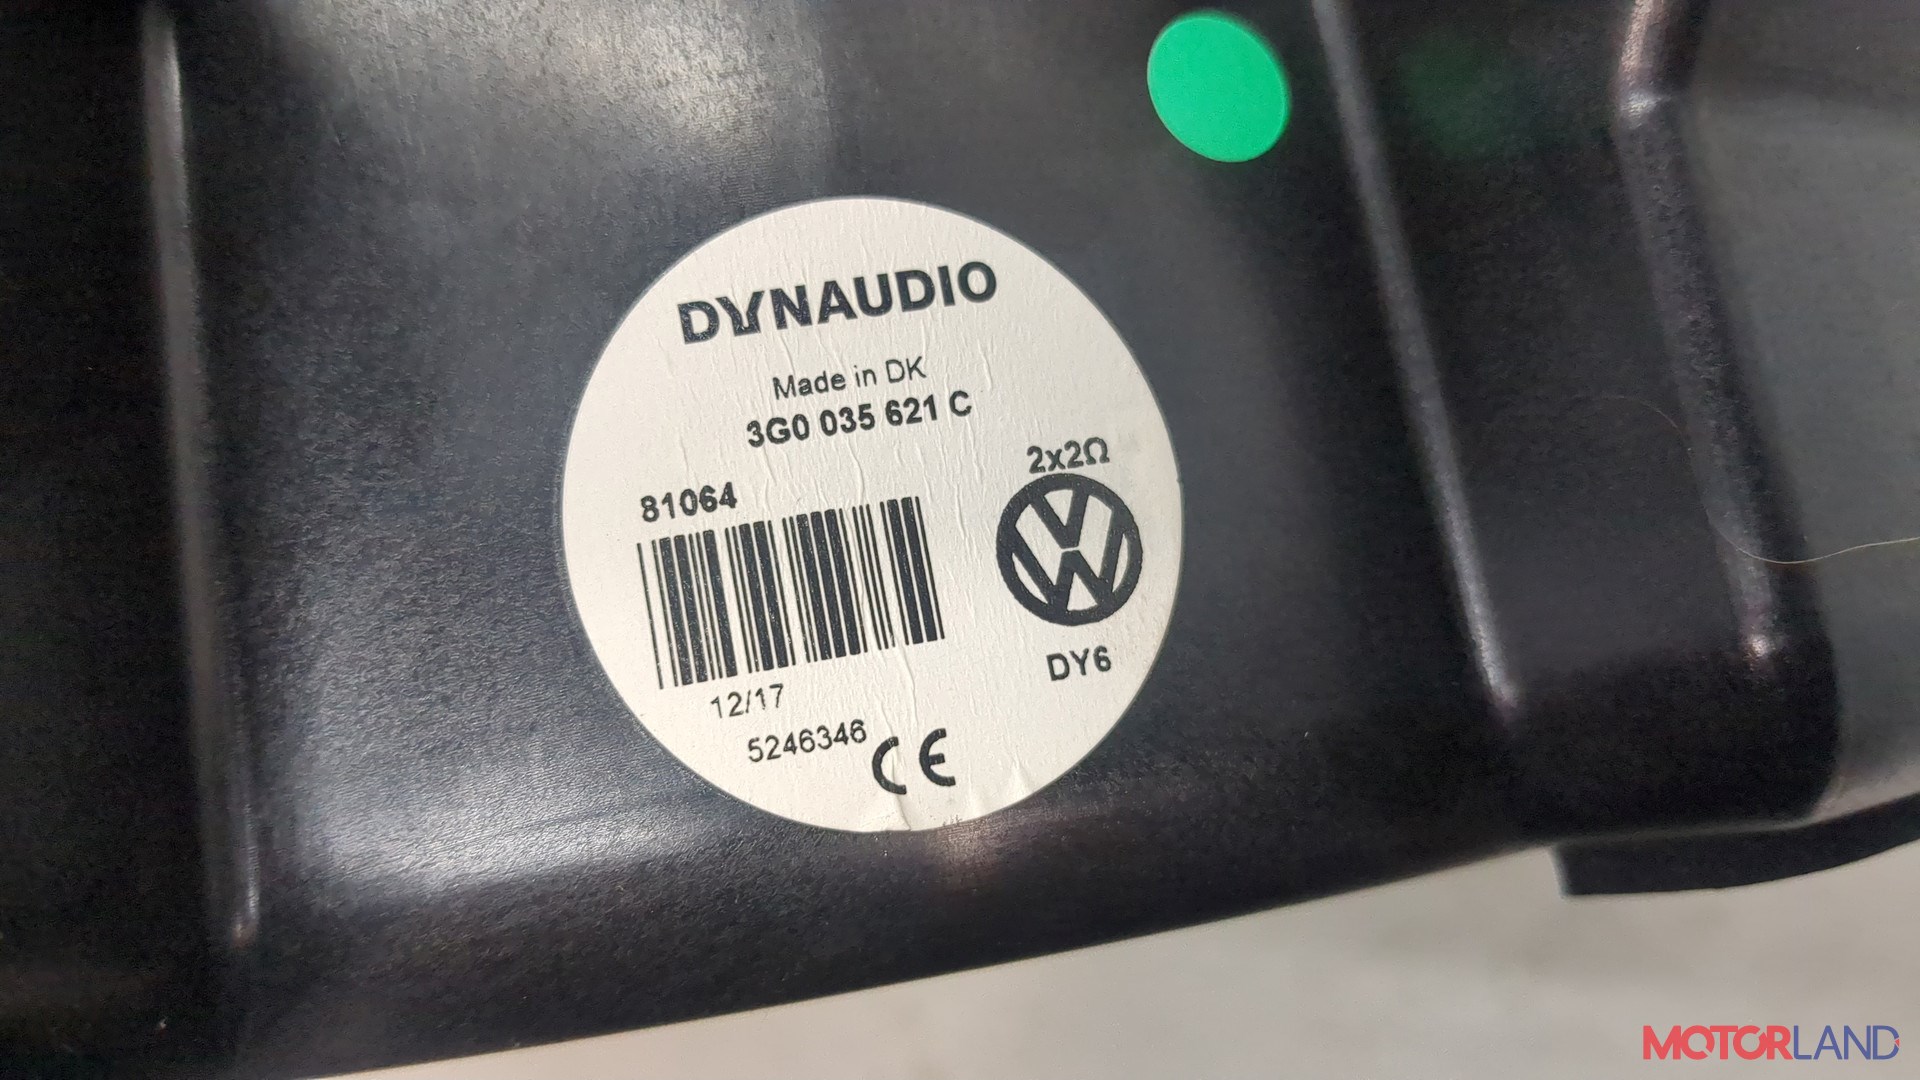 DYNAUDIO
Made in DK
3G0 035 621 C
2x2Ω
81064
DY6
12/17
5246346
CE
MOTORLAND